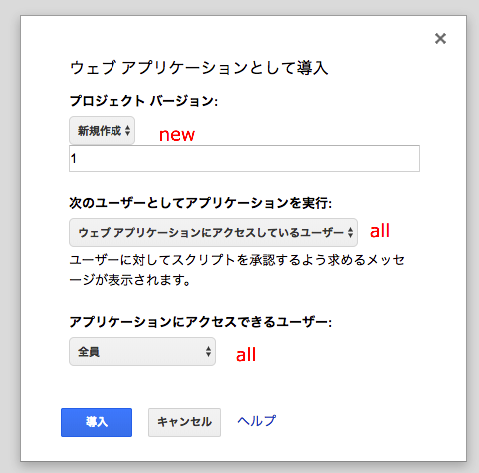 ウェブ アプリケーションとして導入
プロジェクト バージョン:
新規作成 new
1
次のユーザーとしてアプリケーションを実行:
ウェブ アプリケーションにアクセスしているユーザー all
ユーザーに対してスクリプトを承認するよう求めるメッセ
ージが表示されます。
アプリケーションにアクセスできるユーザー:
全員 all
導入 キャンセル ヘルプ